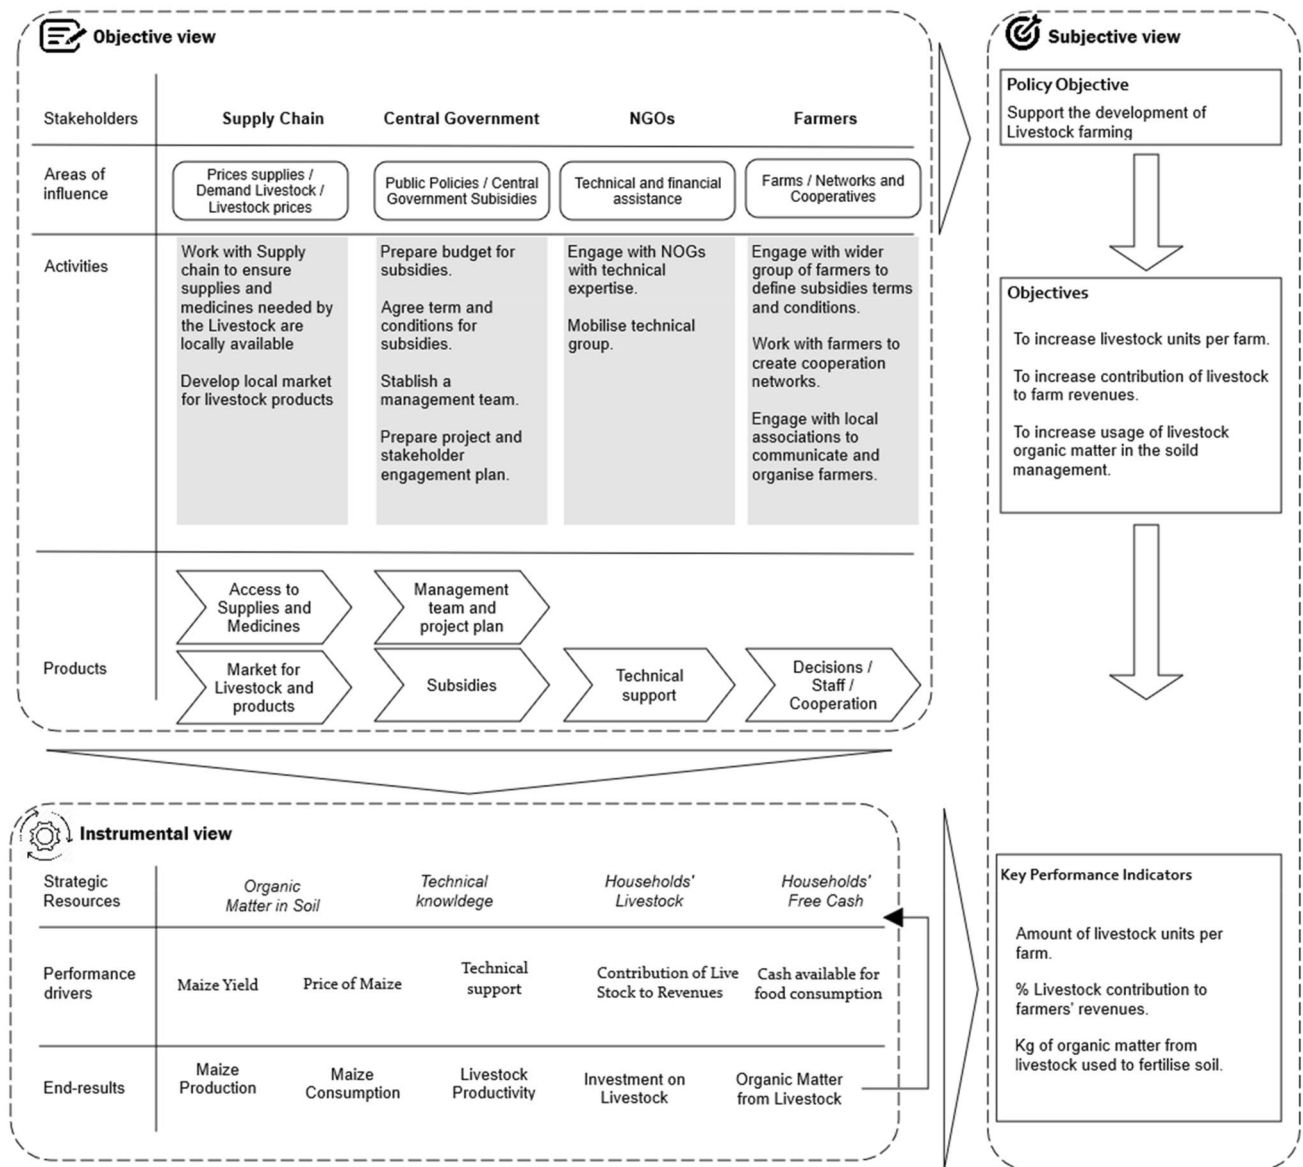 Objective view
Stakeholders
Supply Chain
Central Government
NGOs
Farmers
Areas of
influence
Prices supplies /
Demand Livestock /
Livestock prices
Public Policies / Central
Government Subisidies
Technical and financial
assistance
Farms / Networks and
Cooperatives
Activities
Work with Supply
chain to ensure
supplies and
medicines needed by
the Livestock are
locally available
Develop local market
for livestock products
Prepare budget for
subsidies.
Agree term and
conditions for
subsidies.
Stablish a
management team.
Prepare project and
stakeholder
engagement plan.
Engage with NOGs
with technical
expertise.
Mobilise technical
group.
Engage with wider
group of farmers to
define subsidies terms
and conditions.
Work with farmers to
create cooperation
networks.
Engage with local
associations to
communicate and
organise farmers.
Products
Access to
Supplies and
Medicines
Market for
Livestock and
products
Management
team and
project plan
Subsidies
Technical
support
Decisions /
Staff /
Cooperation
Subjective view
Policy Objective
Support the development of
Livestock farming
Objectives
To increase livestock units per farm.
To increase contribution of livestock
to farm revenues.
To increase usage of livestock
organic matter in the soild
management.
Key Performance Indicators
Amount of livestock units per
farm.
% Livestock contribution to
farmers' revenues.
Kg of organic matter from
livestock used to fertilise soil.
Instrumental view
Strategic
Resources
Organic
Matter in Soil
Technical
knowldege
Households'
Livestock
Households'
Free Cash
Performance
drivers
Maize Yield
Price of Maize
Technical
support
Contribution of Live
Stock to Revenues
Cash available for
food consumption
End-results
Maize
Production
Maize
Consumption
Livestock
Productivity
Investment on
Livestock
Organic Matter
from Livestock